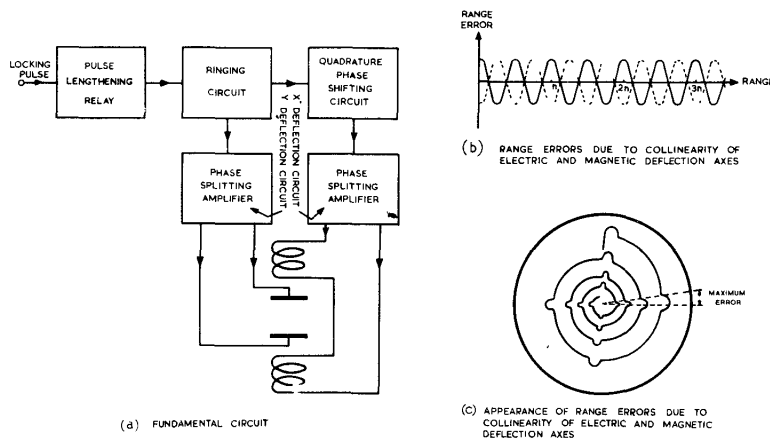 LOCKING
PULSE
PULSE
LENGTHENING
RELAY
RINGING
CIRCUIT
QUADRATURE
PHASE
SHIFTING
CIRCUIT
X" DEFLECTION CIRCUIT
Y DEFLECTION CIRCUIT
PHASE
SPLITTING
AMPLIFIER
PHASE
SPLITTING
AMPLIFIER
(a) FUNDAMENTAL CIRCUIT
RANGE
ERROR
n 2n 3n
RANGE
(b) RANGE ERRORS DUE TO COLLINEARITY OF
ELECTRIC AND MAGNETIC DEFLECTION AXES
MAXIMUM
ERROR
(c) APPEARANCE OF RANGE ERRORS DUE TO
COLLINEARITY OF ELECTRIC AND MAGNETIC
DEFLECTION AXES